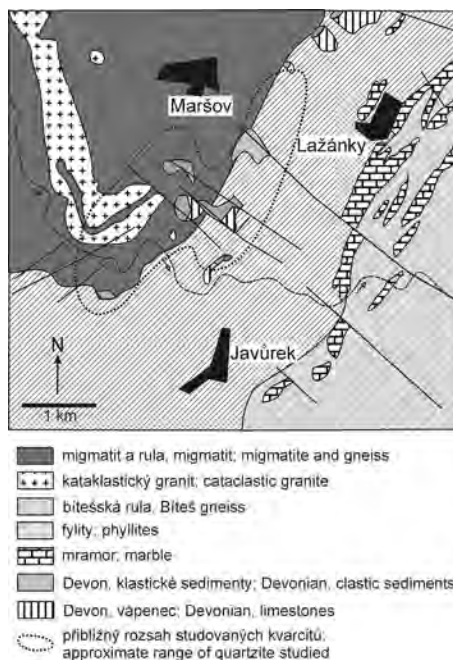 Maršov
Lažánky
Javůrek
N
1 km
migmatit a rula, migmatit; migmatite and gneiss
kataklastický granit; cataclastic granite
bítešská rula, Bíteš gneiss
fylity; phyllites
mramor; marble
Devon, klastické sedimenty; Devonian, clastic sediments
Devon, vápenec; Devonian, limestones
přibližný rozsah studovaných kvarcitů;
approximate range of quartzite studied